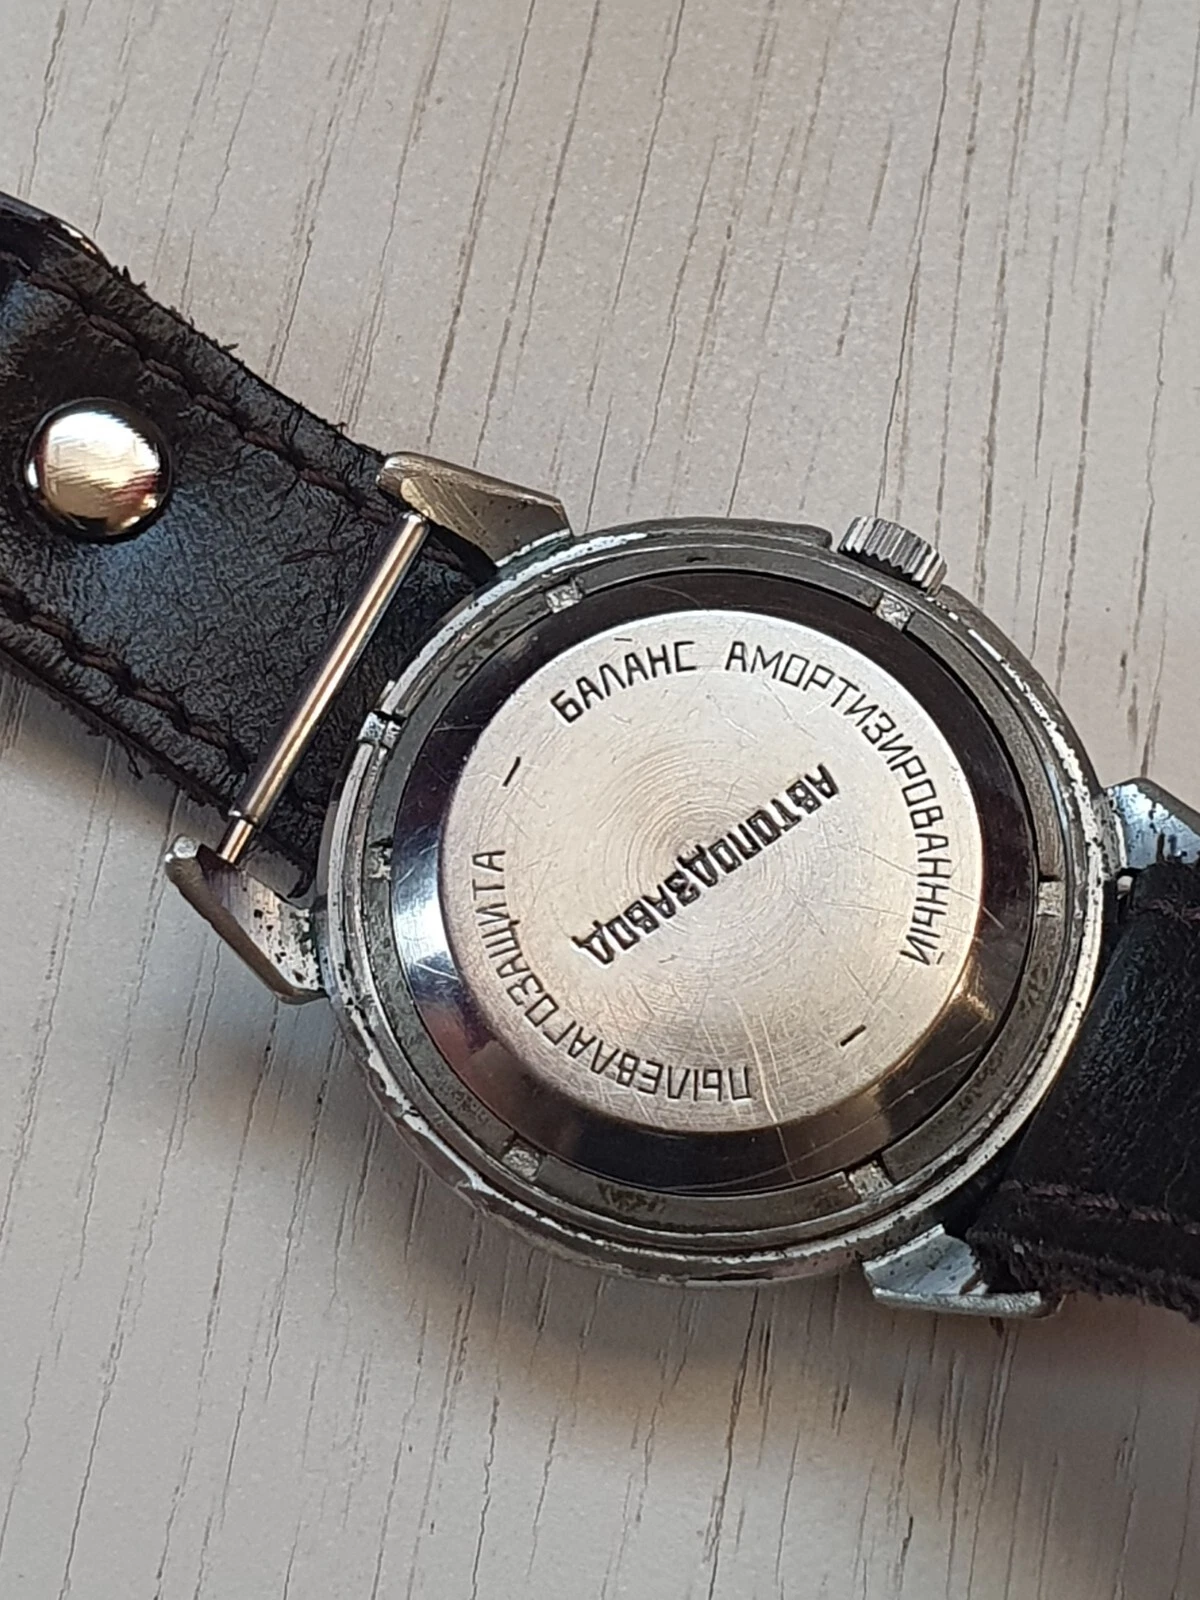 БАЛАНС АМОРТИЗИРОВАННЫЙ
АВТОПОДЗАВОД
ПЫЛЕВЛАГОЗАЩИТА